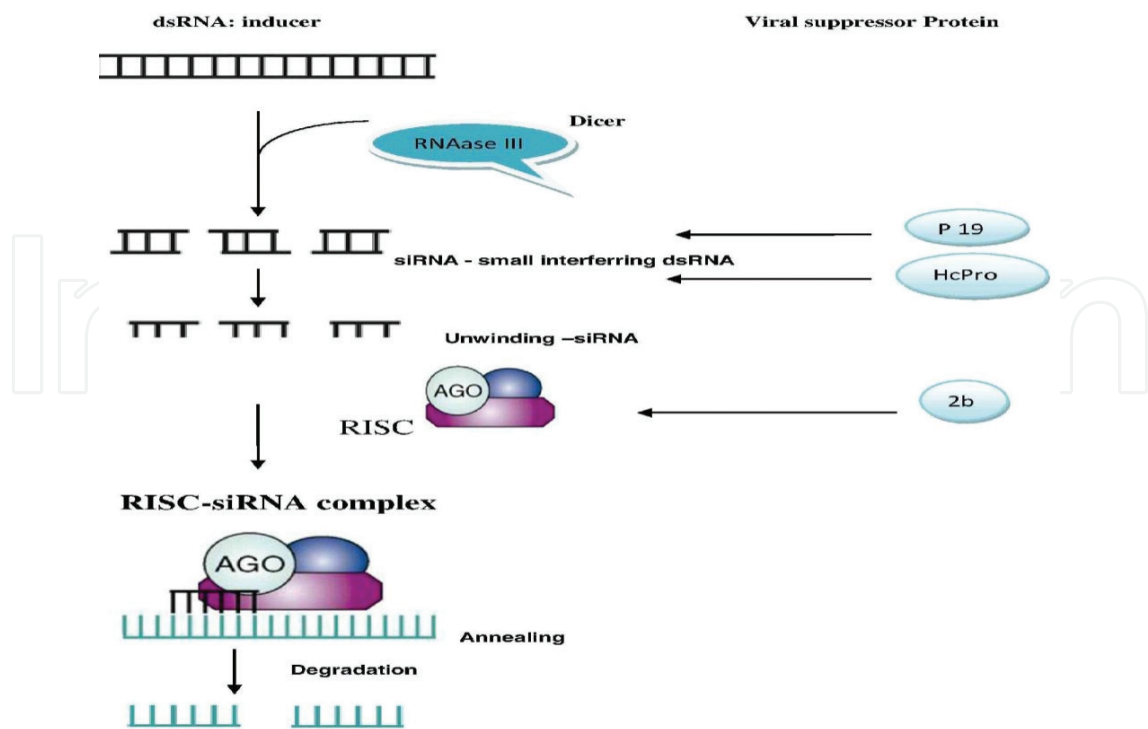 dsRNA: inducer
Viral suppressor Protein
Dicer
RNAase III
P 19
siRNA - small interferring dsRNA
HcPro
Unwinding –siRNA
AGO
2b
RISC
RISC-siRNA complex
AGO
Annealing
Degradation